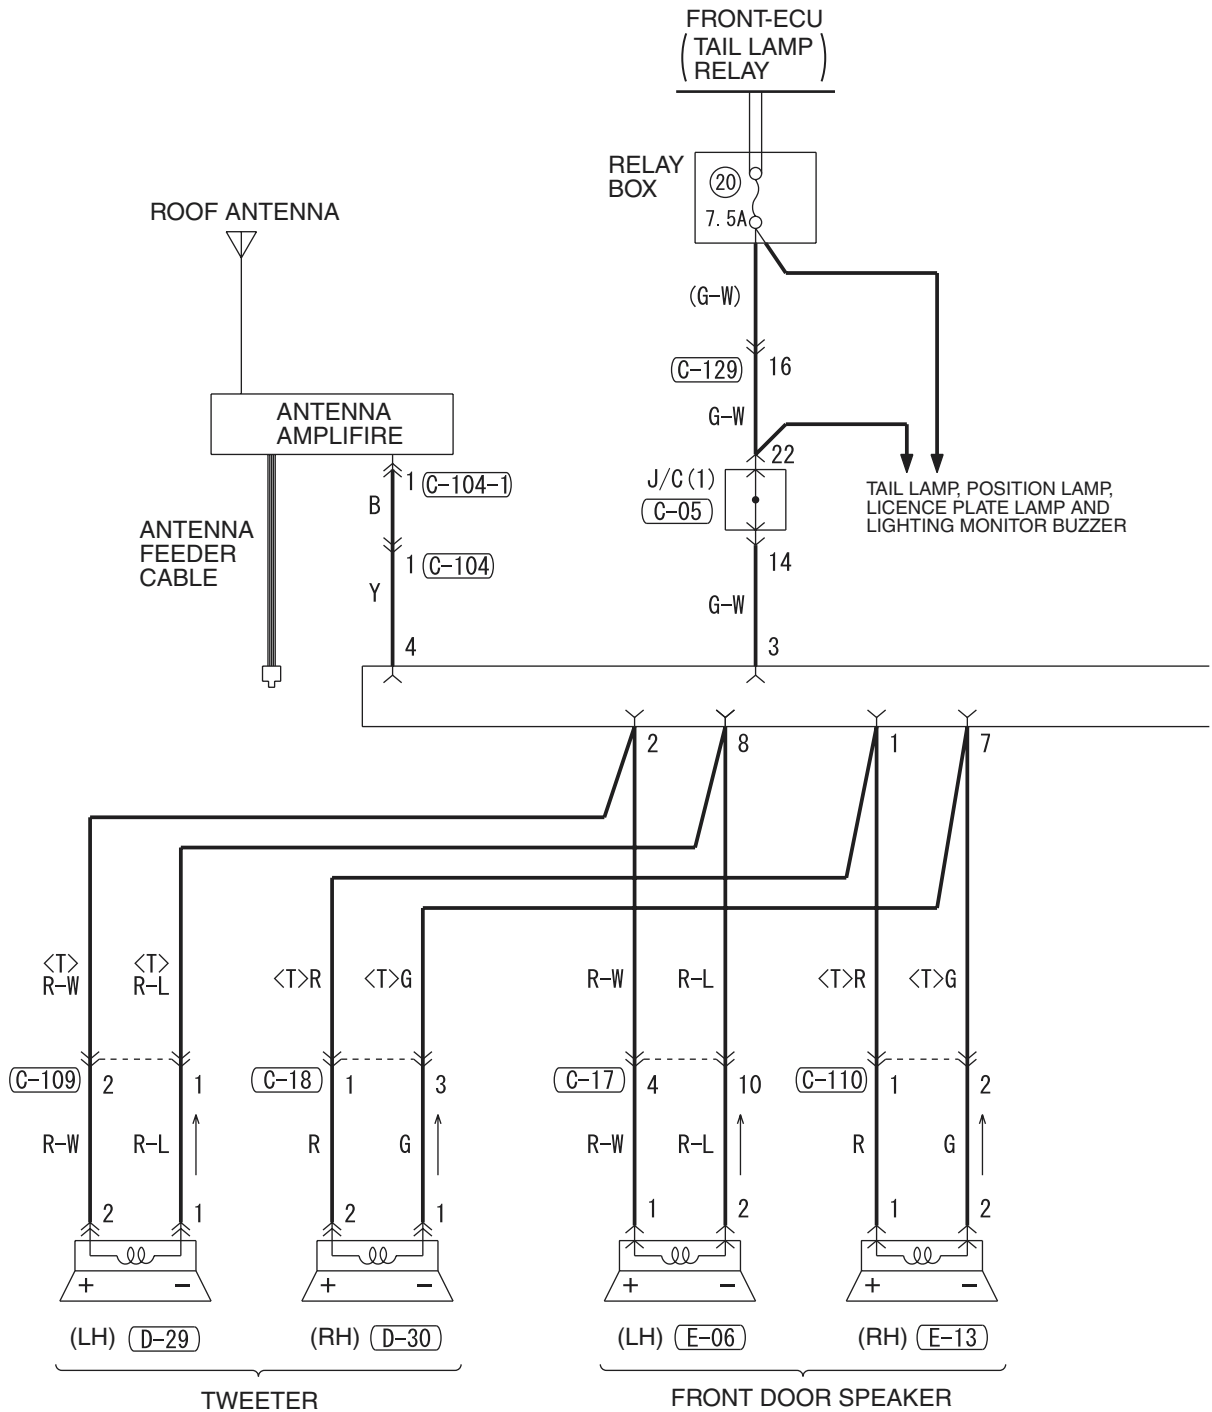 FRONT-ECU
( TAIL LAMP
RELAY )
RELAY
BOX
20
7.5A
ROOF ANTENNA
(G-W)
C-129 16
ANTENNA
AMPLIFIRE
G-W
22
1 C-104-1
J/C(1)
C-05
B
TAIL LAMP, POSITION LAMP,
LICENCE PLATE LAMP AND
LIGHTING MONITOR BUZZER
ANTENNA
FEEDER
CABLE
1 C-104
14
Y
G-W
4
3
2 8 1 7
<T> <T>
R-W R-L <T>R <T>G R-W R-L <T>R <T>G
C-109 2 1 C-18 1 3 C-17 4 10 C-110 1 2
R-W R-L R G R-W R-L R G
2 1 2 1 1 2 1 2
+ − + − + − + −
(LH) D-29 (RH) D-30 (LH) E-06 (RH) E-13
TWEETER
FRONT DOOR SPEAKER